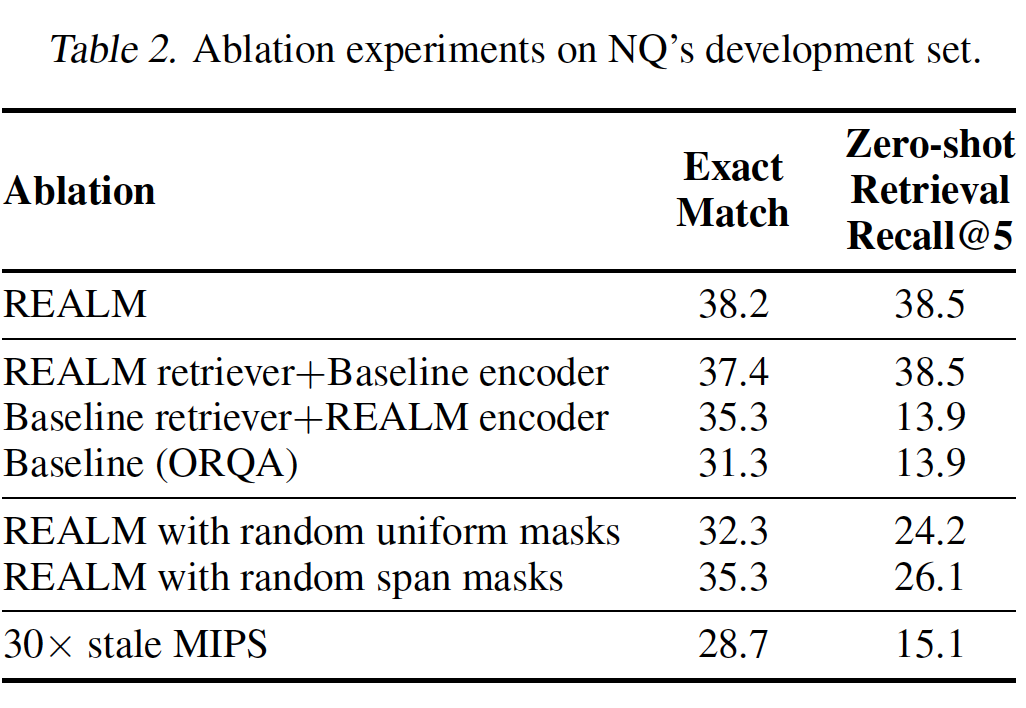 Table 2. Ablation experiments on NQ's development set.
Ablation Exact Match Zero-shot Retrieval Recall@5
REALM 38.2 38.5
REALM retriever+Baseline encoder 37.4 38.5
Baseline retriever+REALM encoder 35.3 13.9
Baseline (ORQA) 31.3 13.9
REALM with random uniform masks 32.3 24.2
REALM with random span masks 35.3 26.1
30× stale MIPS 28.7 15.1